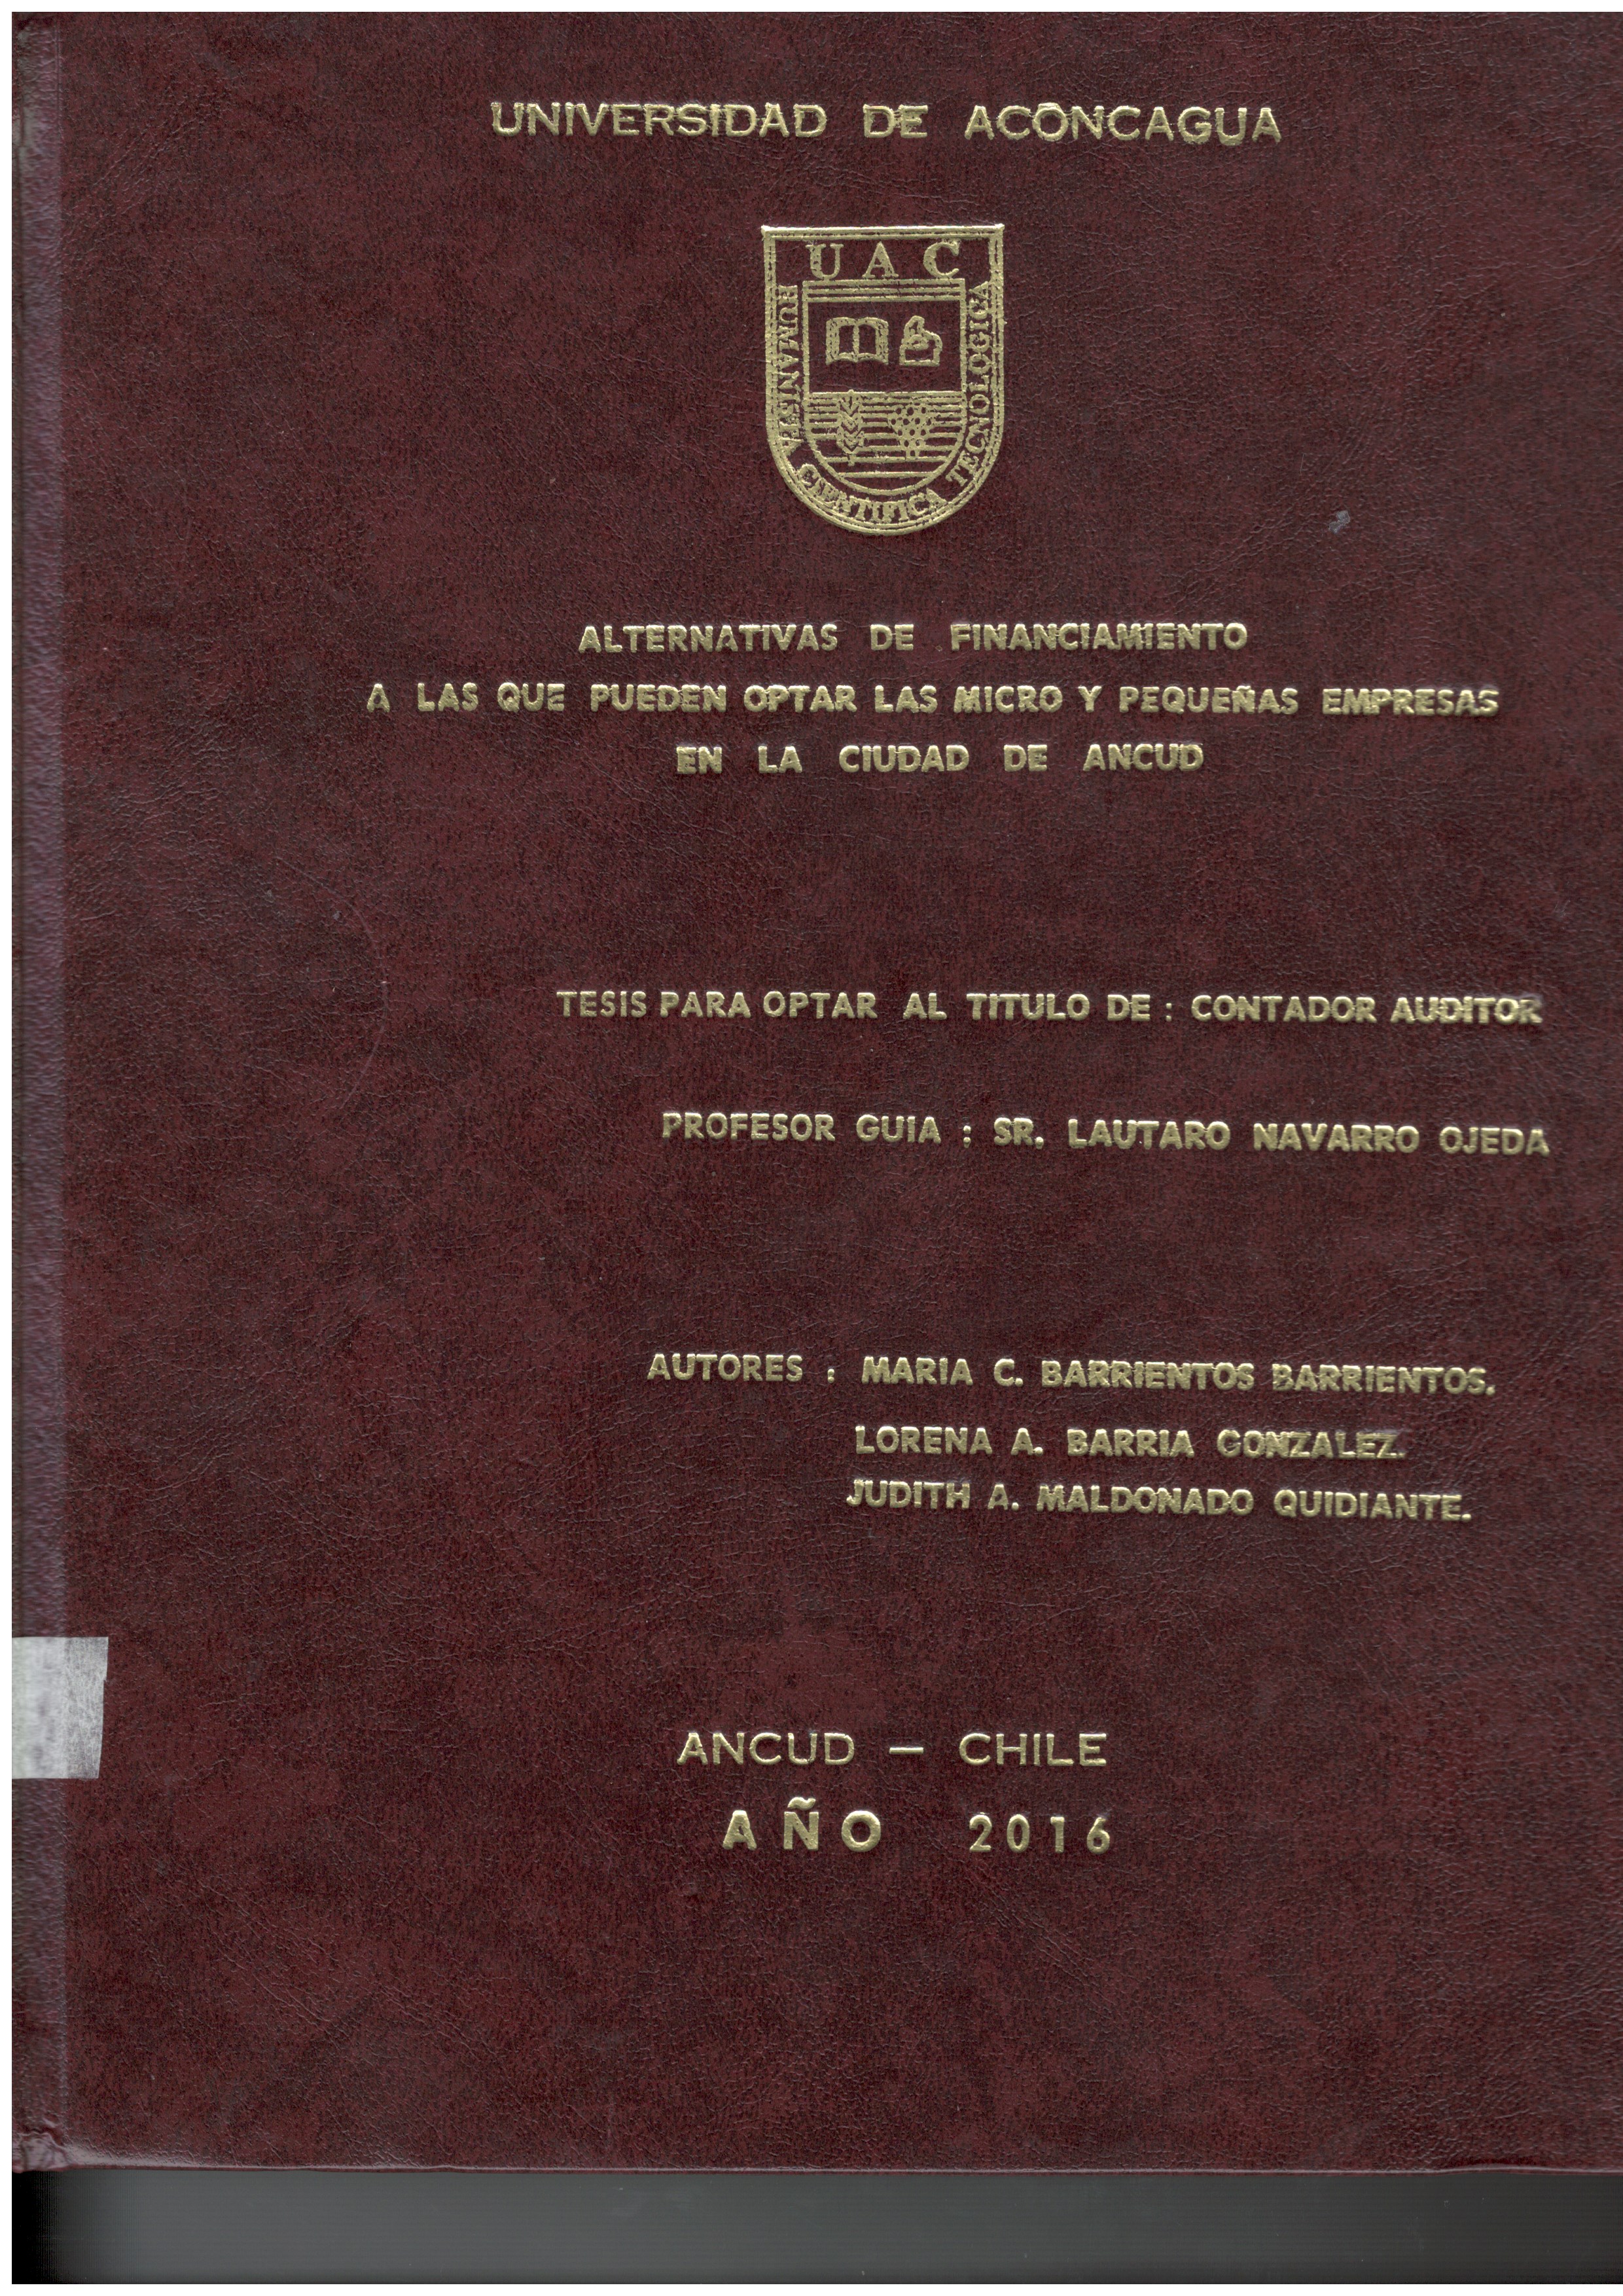 UNIVERSIDAD DE ACONCAGUA
UAC
HUMANISTA CIENTIFICA TECNOLOGICA
ALTERNATIVAS DE FINANCIAMIENTO
A LAS QUE PUEDEN OPTAR LAS MICRO Y PEQUEÑAS EMPRESAS
EN LA CIUDAD DE ANCUD
TESIS PARA OPTAR AL TITULO DE : CONTADOR AUDITOR
PROFESOR GUIA : SR. LAUTARO NAVARRO OJEDA
AUTORES : MARIA C. BARRIENTOS BARRIENTOS.
LORENA A. BARRIA GONZALEZ.
JUDITH A. MALDONADO QUIDIANTE.
ANCUD — CHILE
AÑO 2016